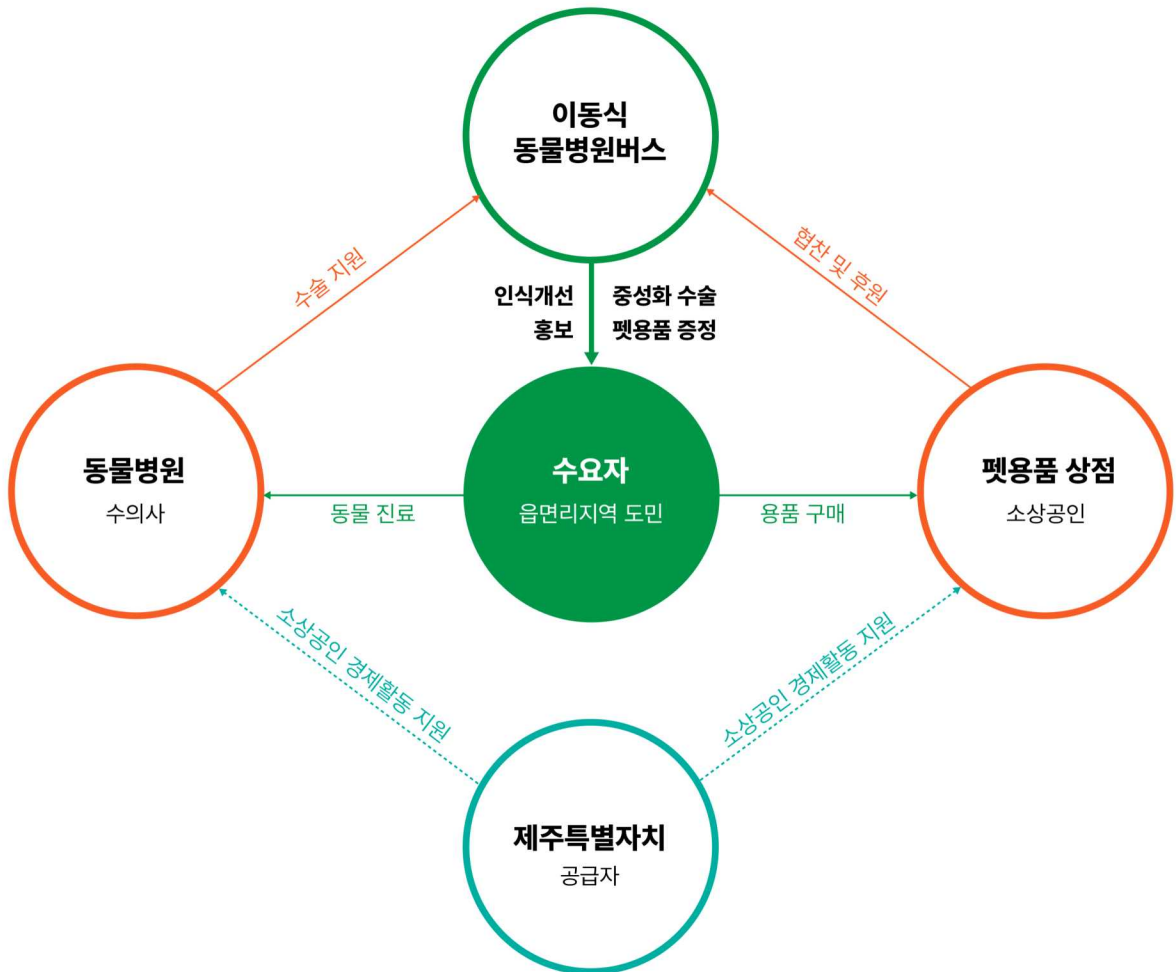 이동식
동물병원버스
수술 지원
협찬 및 후원
인식개선
홍보
중성화 수술
펫용품 증정
동물병원
수의사
동물 진료
수요자
읍면리지역 도민
용품 구매
펫용품 상점
소상공인
소상공인 경제활동 지원
소상공인 경제활동 지원
제주특별자치
공급자